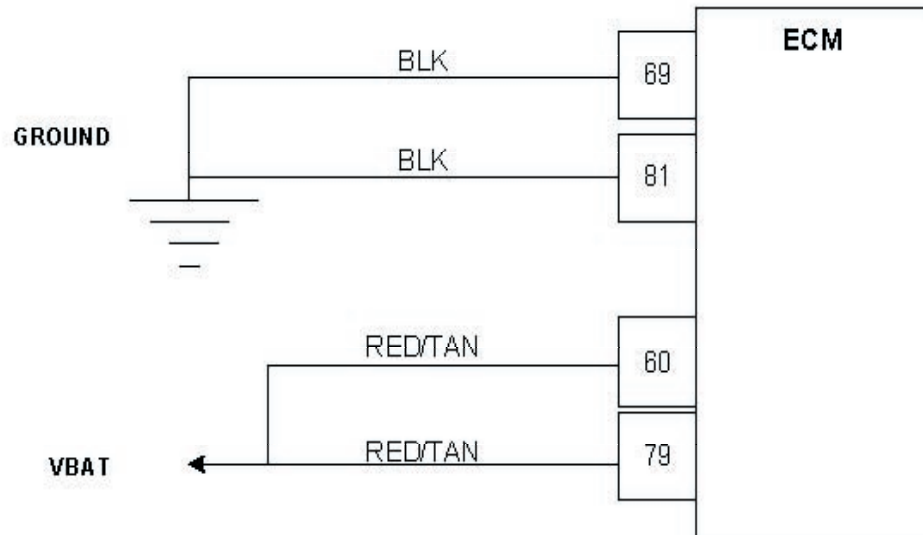 ECM
BLK
69
GROUND
BLK
81
RED/TAN
60
VBAT
RED/TAN
79